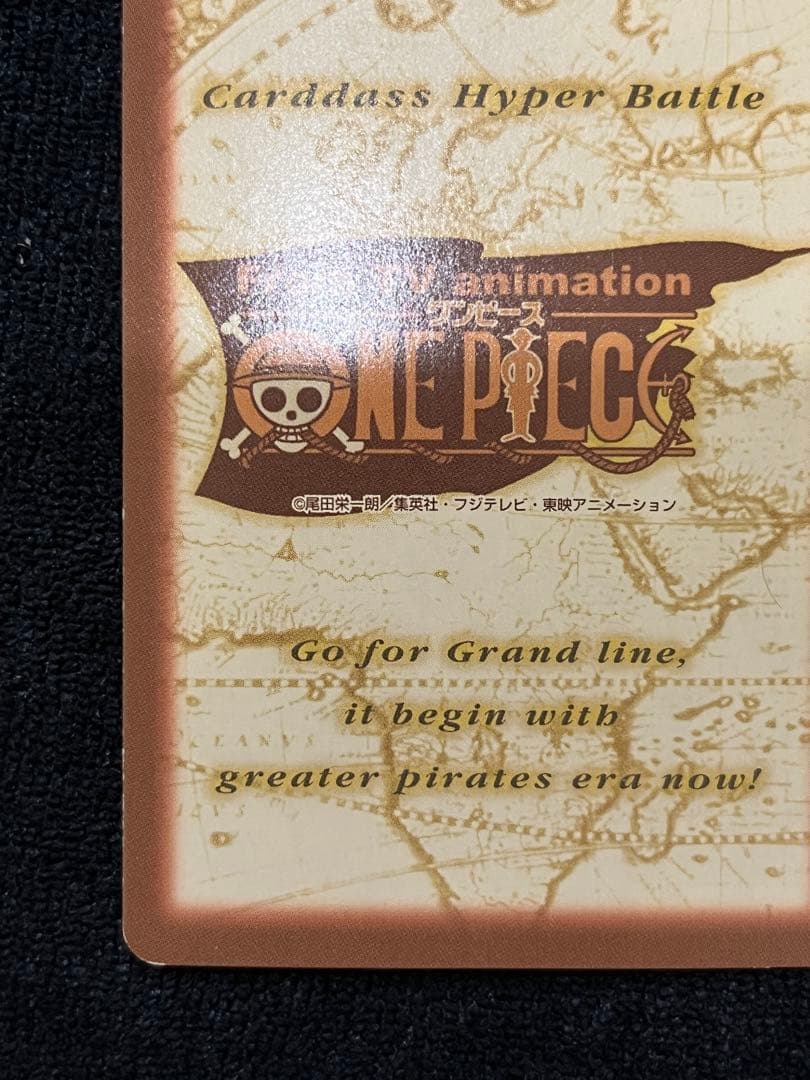 Carddass Hyper Battle
From TV animation
ワンピース
ONE PIECE
©尾田栄一朗/集英社・フジテレビ・東映アニメーション
Go for Grand line,
it begin with
greater pirates era now!